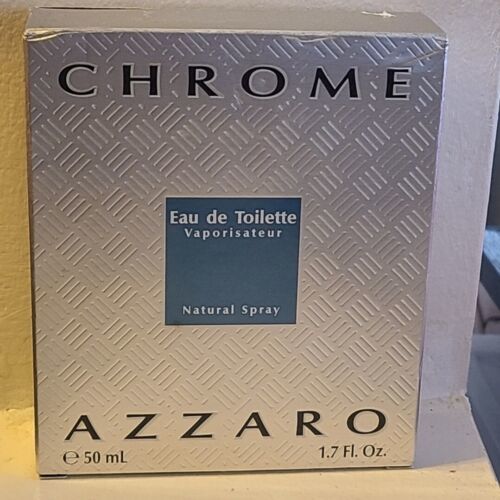 CHROME
Eau de Toilette
Vaporisateur
Natural Spray
AZZARO
℮ 50 mL 1.7 Fl. Oz.